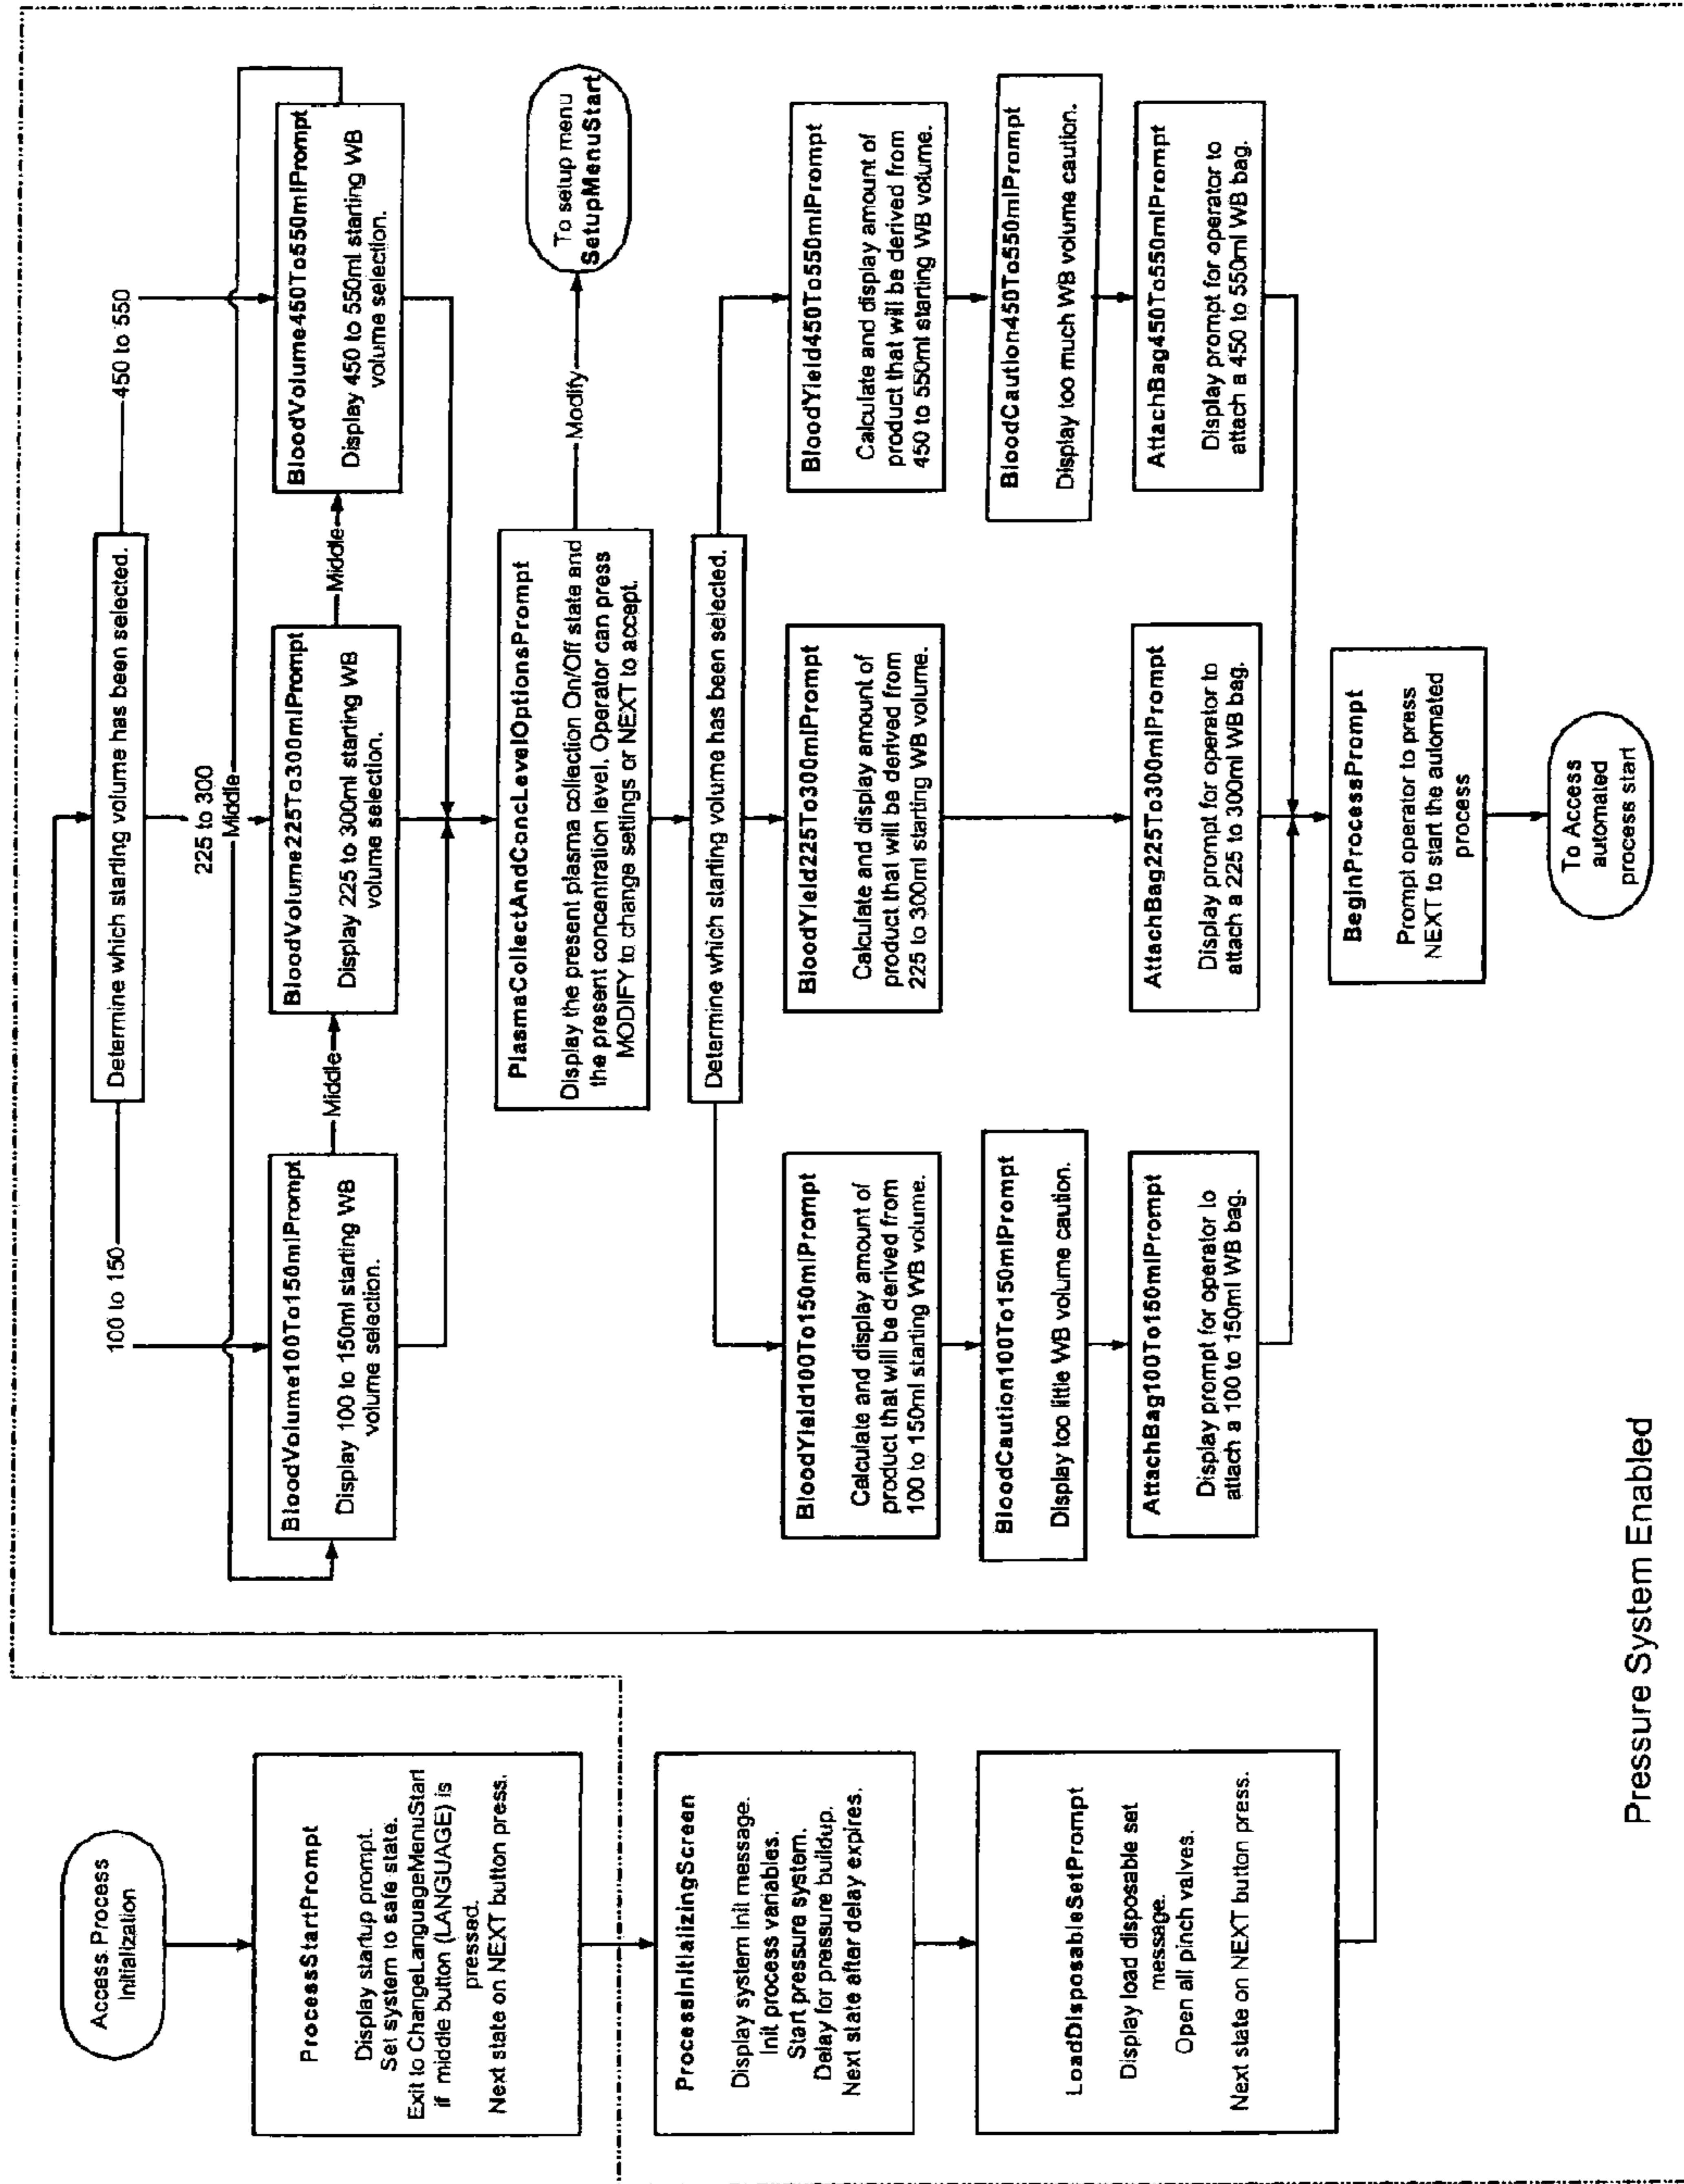 Access Process
Initialization
ProcessStartPrompt
Display startup prompt.
Set system to safe state.
Exit to ChangeLanguageMenuStart
if middle button (LANGUAGE) is
pressed.
Next state on NEXT button press.
ProcessInitializingScreen
Display system init message.
Init process variables.
Start pressure system.
Delay for pressure buildup.
Next state after delay expires.
LoadDisposableSetPrompt
Display load disposable set
message.
Open all pinch valves.
Next state on NEXT button press.
Determine which starting volume has been selected.
100 to 150
225 to 300
450 to 550
Middle
BloodVolume100To150mlPrompt
Display 100 to 150ml starting WB
volume selection.
Middle
BloodVolume225To300mlPrompt
Display 225 to 300ml starting WB
volume selection.
Middle
BloodVolume450To550mlPrompt
Display 450 to 550ml starting WB
volume selection.
PlasmaCollectAndConcLevelOptionsPrompt
Display the present plasma collection On/Off state and
the present concentration level. Operator can press
MODIFY to change settings or NEXT to accept.
Modify
To setup menu
SetupMenuStart
Determine which starting volume has been selected.
BloodYield100To150mlPrompt
Calculate and display amount of
product that will be derived from
100 to 150ml starting WB volume.
BloodYield225To300mlPrompt
Calculate and display amount of
product that will be derived from
225 to 300ml starting WB volume.
BloodYield450To550mlPrompt
Calculate and display amount of
product that will be derived from
450 to 550ml starting WB volume.
BloodCaution100To150mlPrompt
Display too little WB volume caution.
BloodCaution450To550mlPrompt
Display too much WB volume caution.
AttachBag100To150mlPrompt
Display prompt for operator to
attach a 100 to 150ml WB bag.
AttachBag225To300mlPrompt
Display prompt for operator to
attach a 225 to 300ml WB bag.
AttachBag450To550mlPrompt
Display prompt for operator to
attach a 450 to 550ml WB bag.
BeginProcessPrompt
Prompt operator to press
NEXT to start the automated
process
To Access
automated
process start
Pressure System Enabled